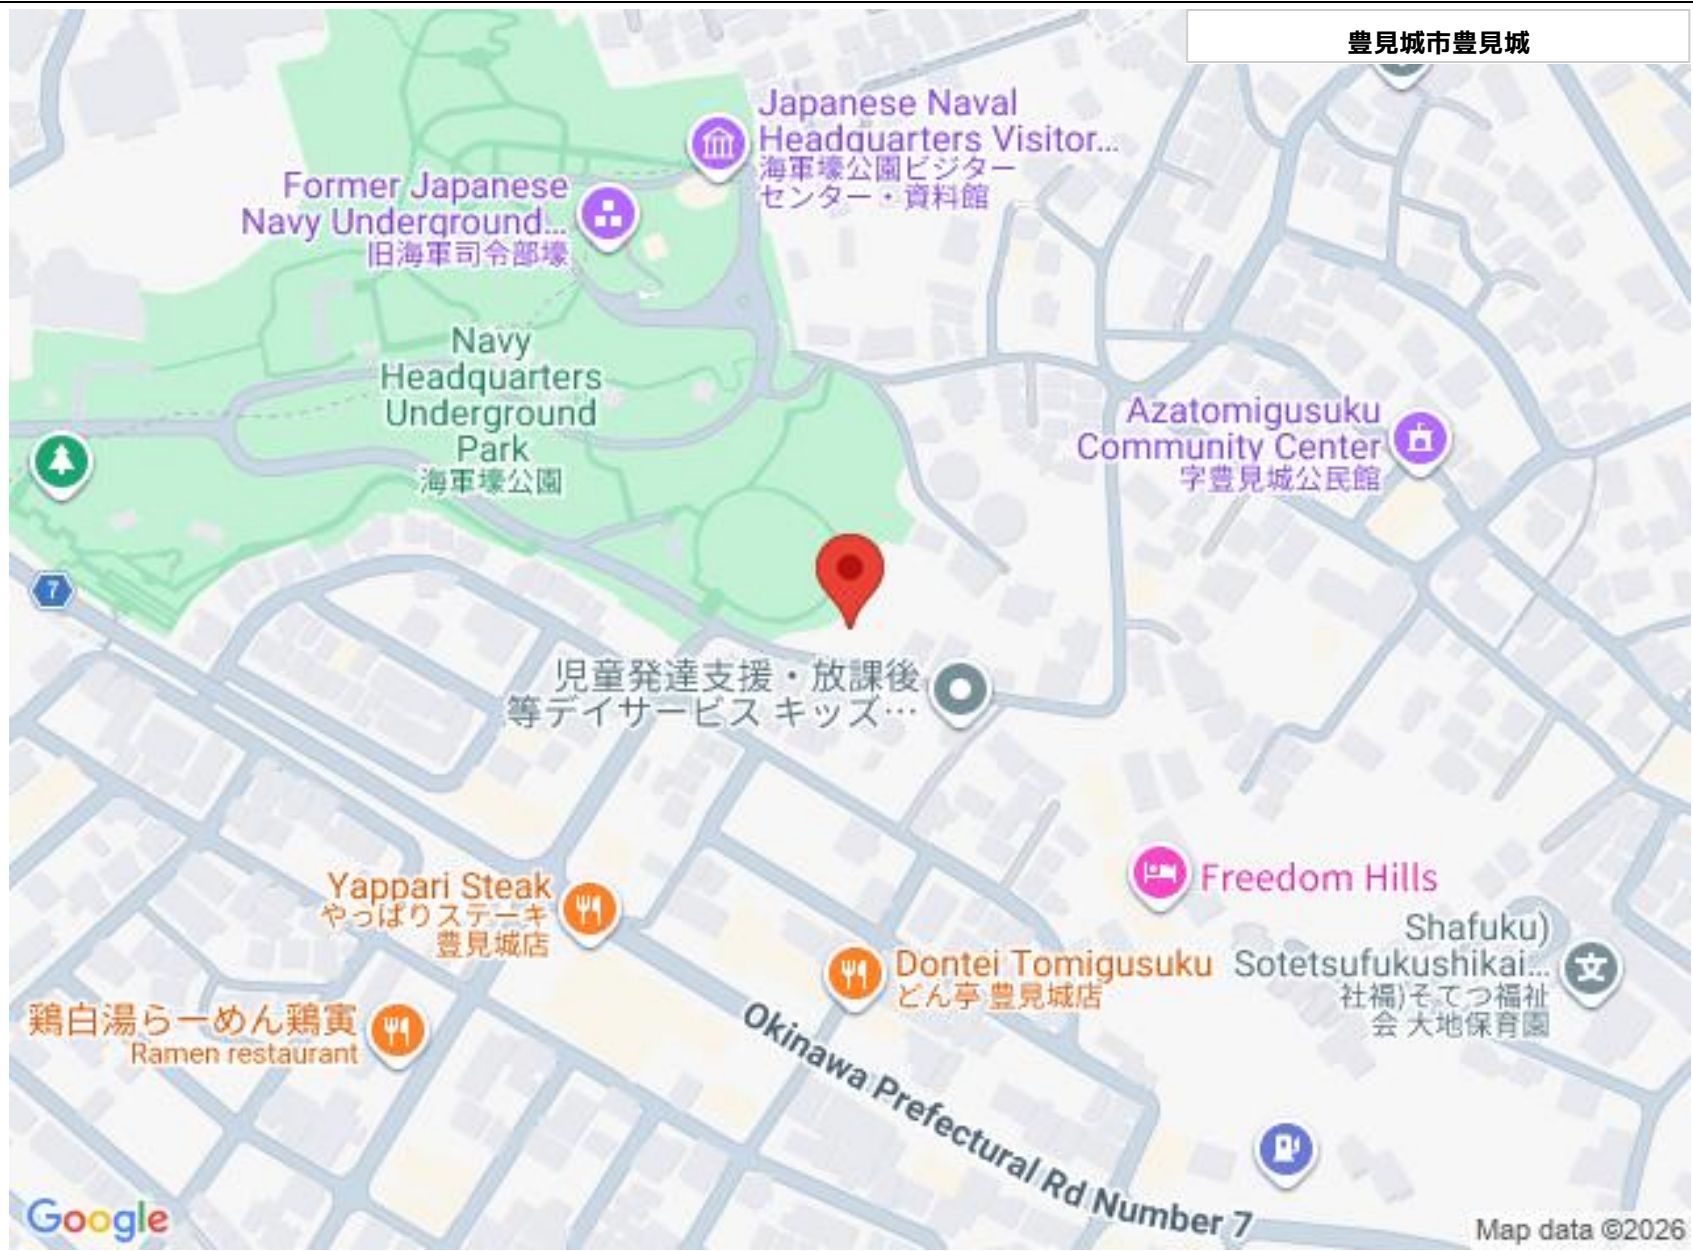 豊見城市豊見城
Japanese Naval
Headquarters Visitor...
海軍壕公園ビジター
センター・資料館
Former Japanese
Navy Underground...
旧海軍司令部壕
Navy
Headquarters
Underground
Park
海軍壕公園
Azatomigusuku
Community Center
字豊見城公民館
7
児童発達支援・放課後
等デイサービス キッズ…
Freedom Hills
Yappari Steak
やっぱりステーキ
豊見城店
Shafuku)
Sotetsufukushikai...
社福)そてつ福祉
会 大地保育園
文
Dontei Tomigusuku
どん亭 豊見城店
鶏白湯らーめん鶏寅
Ramen restaurant
Okinawa Prefectural Rd Number 7
Google
Map data ©2026